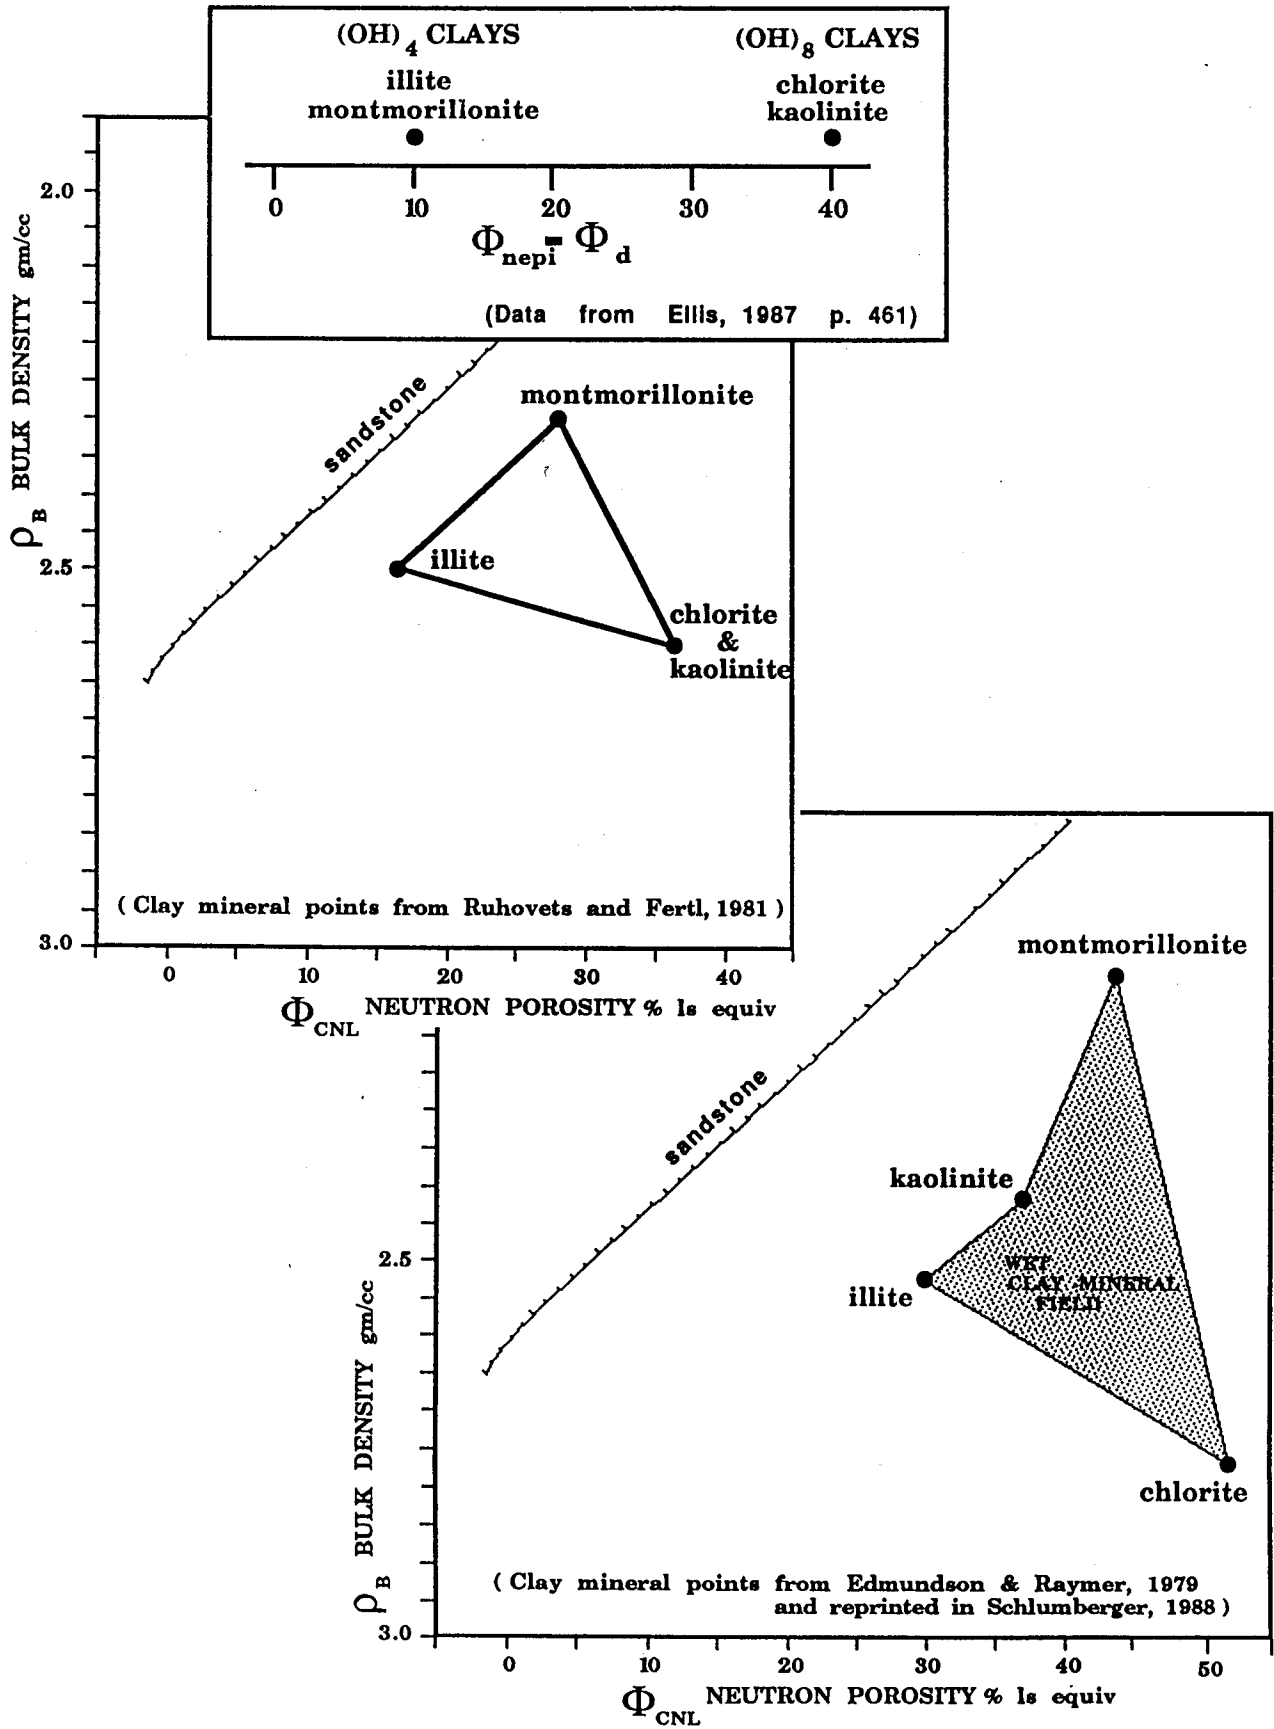 (OH)4 CLAYS (OH)8 CLAYS
illite
montmorillonite
chlorite
kaolinite
0 10 20 30 40
Φnepi - Φd
(Data from Ellis, 1987 p. 461)
2.0
2.5
3.0
ρB BULK DENSITY gm/cc
sandstone
montmorillonite
illite
chlorite
&
kaolinite
(Clay mineral points from Ruhovets and Fertl, 1981)
0 10 20 30 40
ΦCNL NEUTRON POROSITY % ls equiv
sandstone
montmorillonite
kaolinite
illite
WET
CLAY MINERAL
FIELD
chlorite
2.5
3.0
ρB BULK DENSITY gm/cc
(Clay mineral points from Edmundson & Raymer, 1979
and reprinted in Schlumberger, 1988)
0 10 20 30 40 50
ΦCNL NEUTRON POROSITY % ls equiv